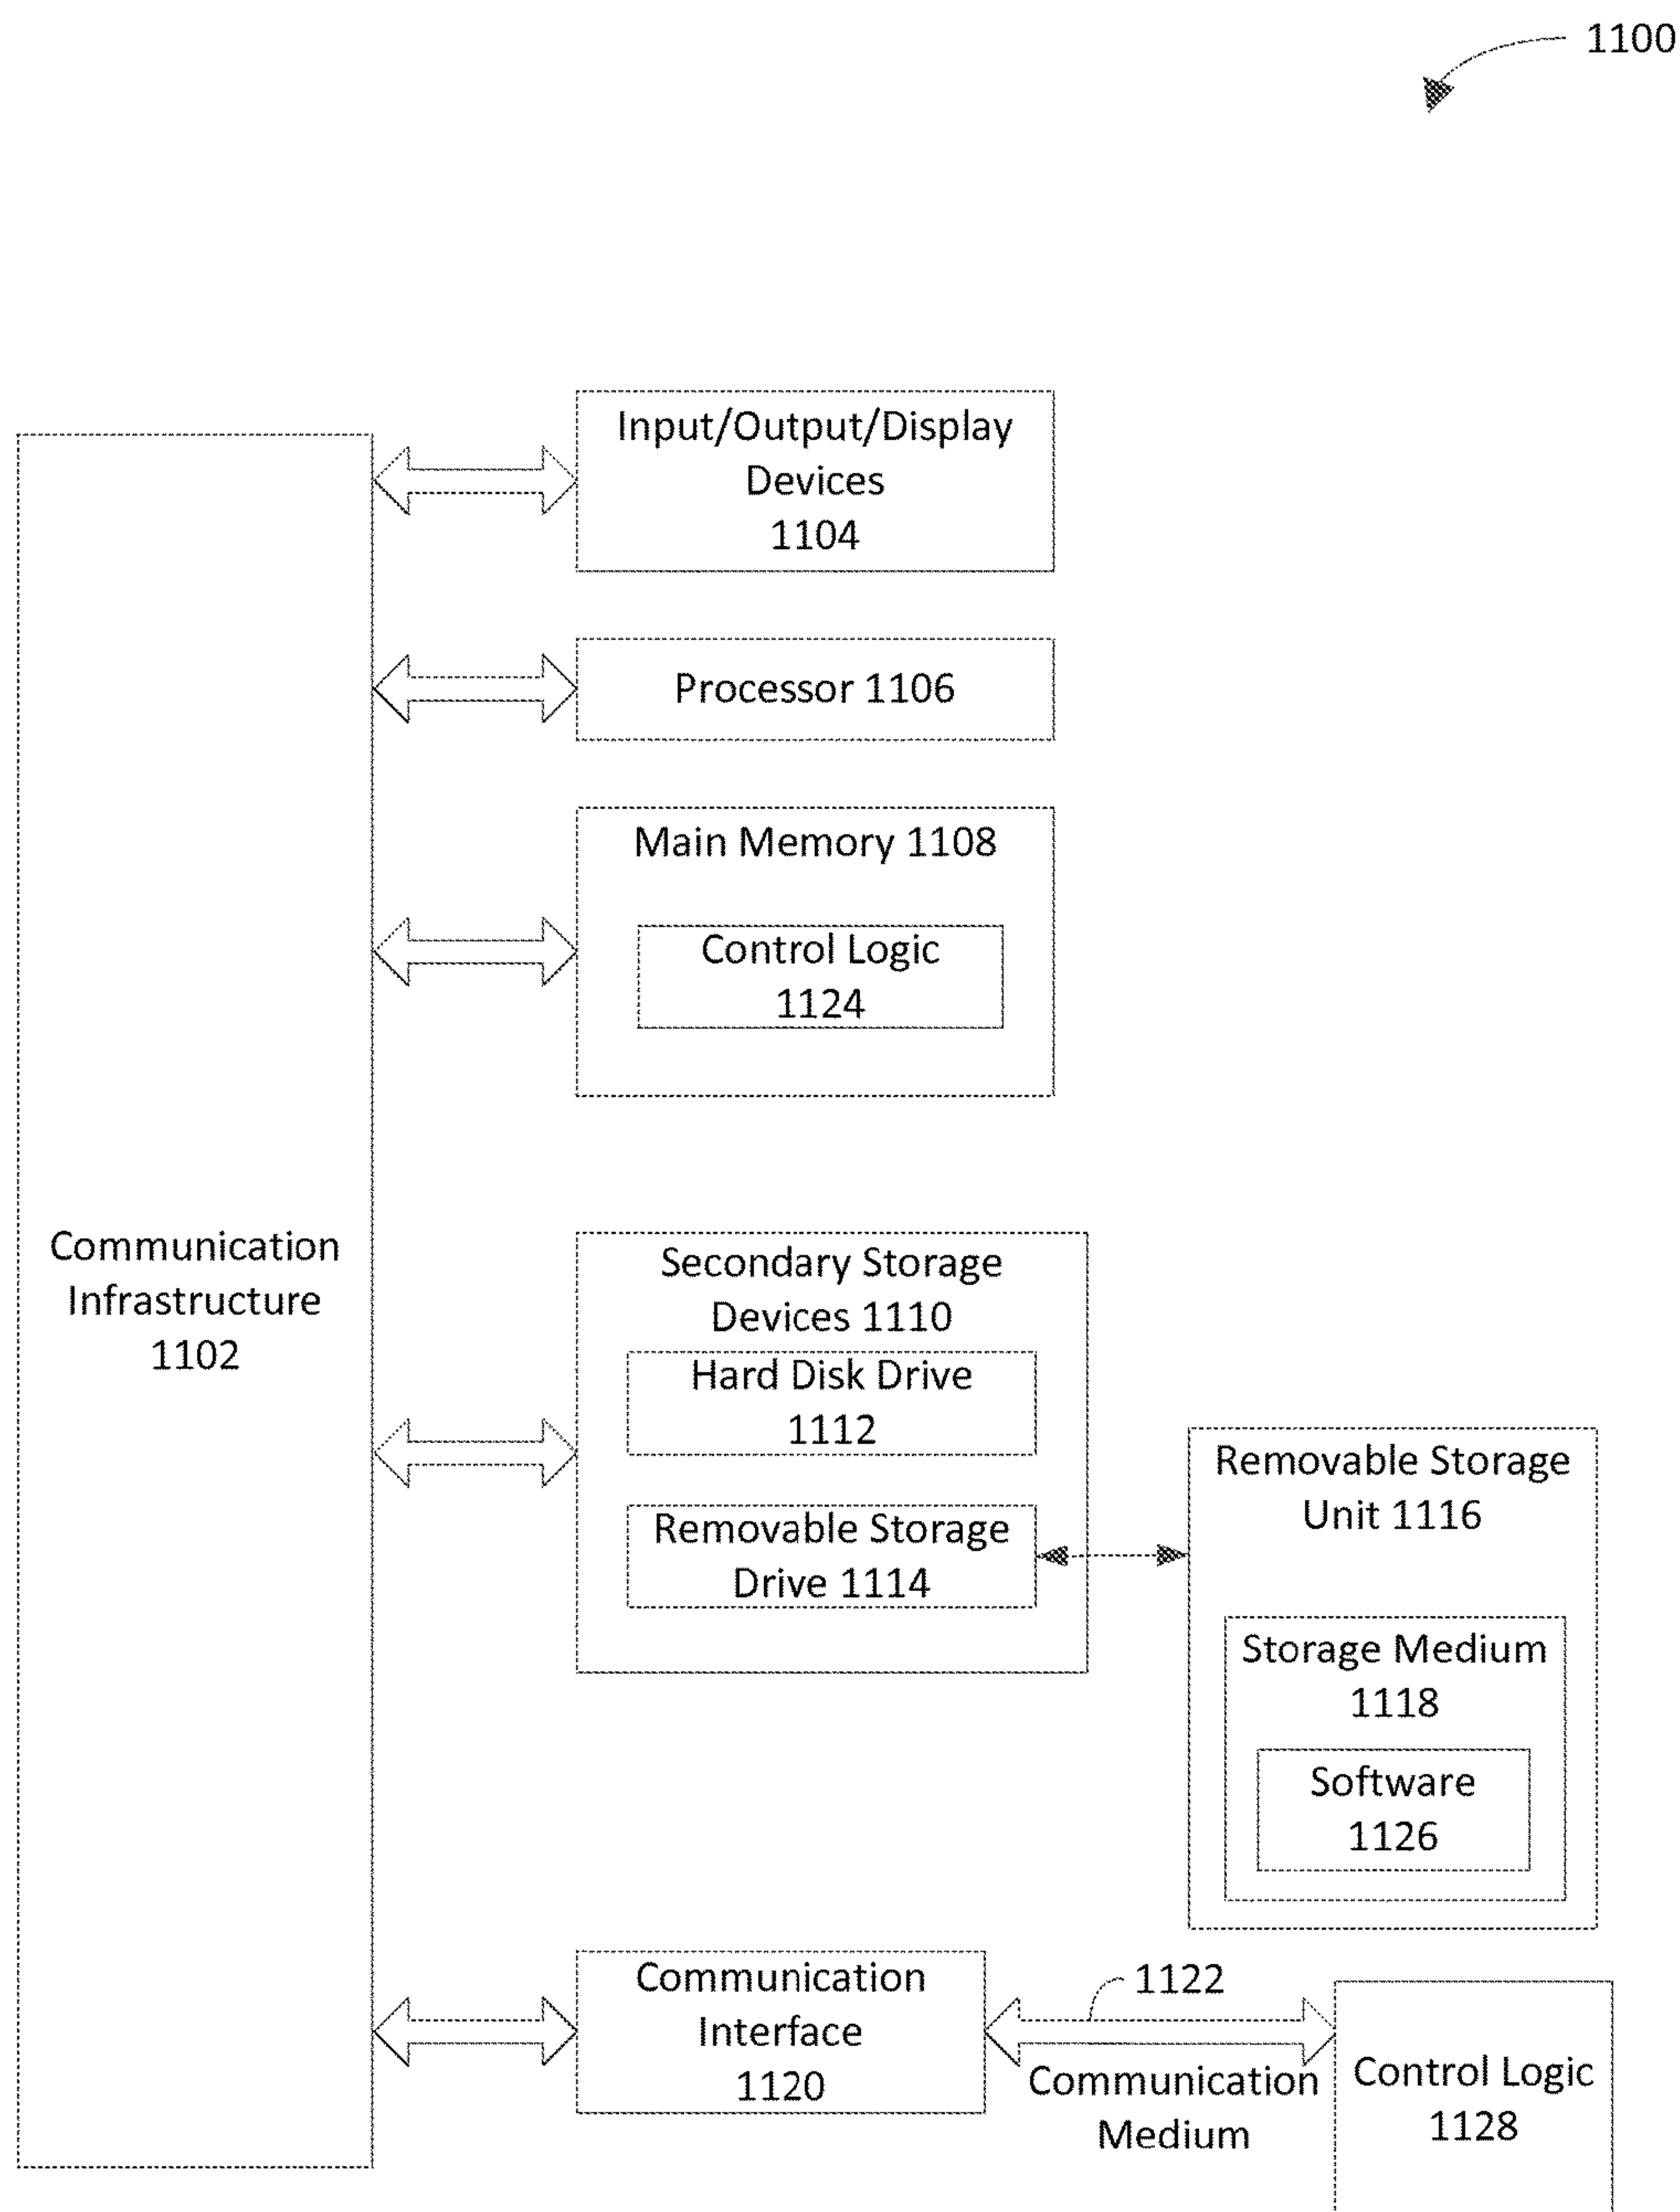 1100
Input/Output/Display
Devices
1104
Processor 1106
Main Memory 1108
Control Logic
1124
Communication
Infrastructure
1102
Secondary Storage
Devices 1110
Hard Disk Drive
1112
Removable Storage
Drive 1114
Removable Storage
Unit 1116
Storage Medium
1118
Software
1126
Communication
Interface
1120
1122
Communication
Medium
Control Logic
1128